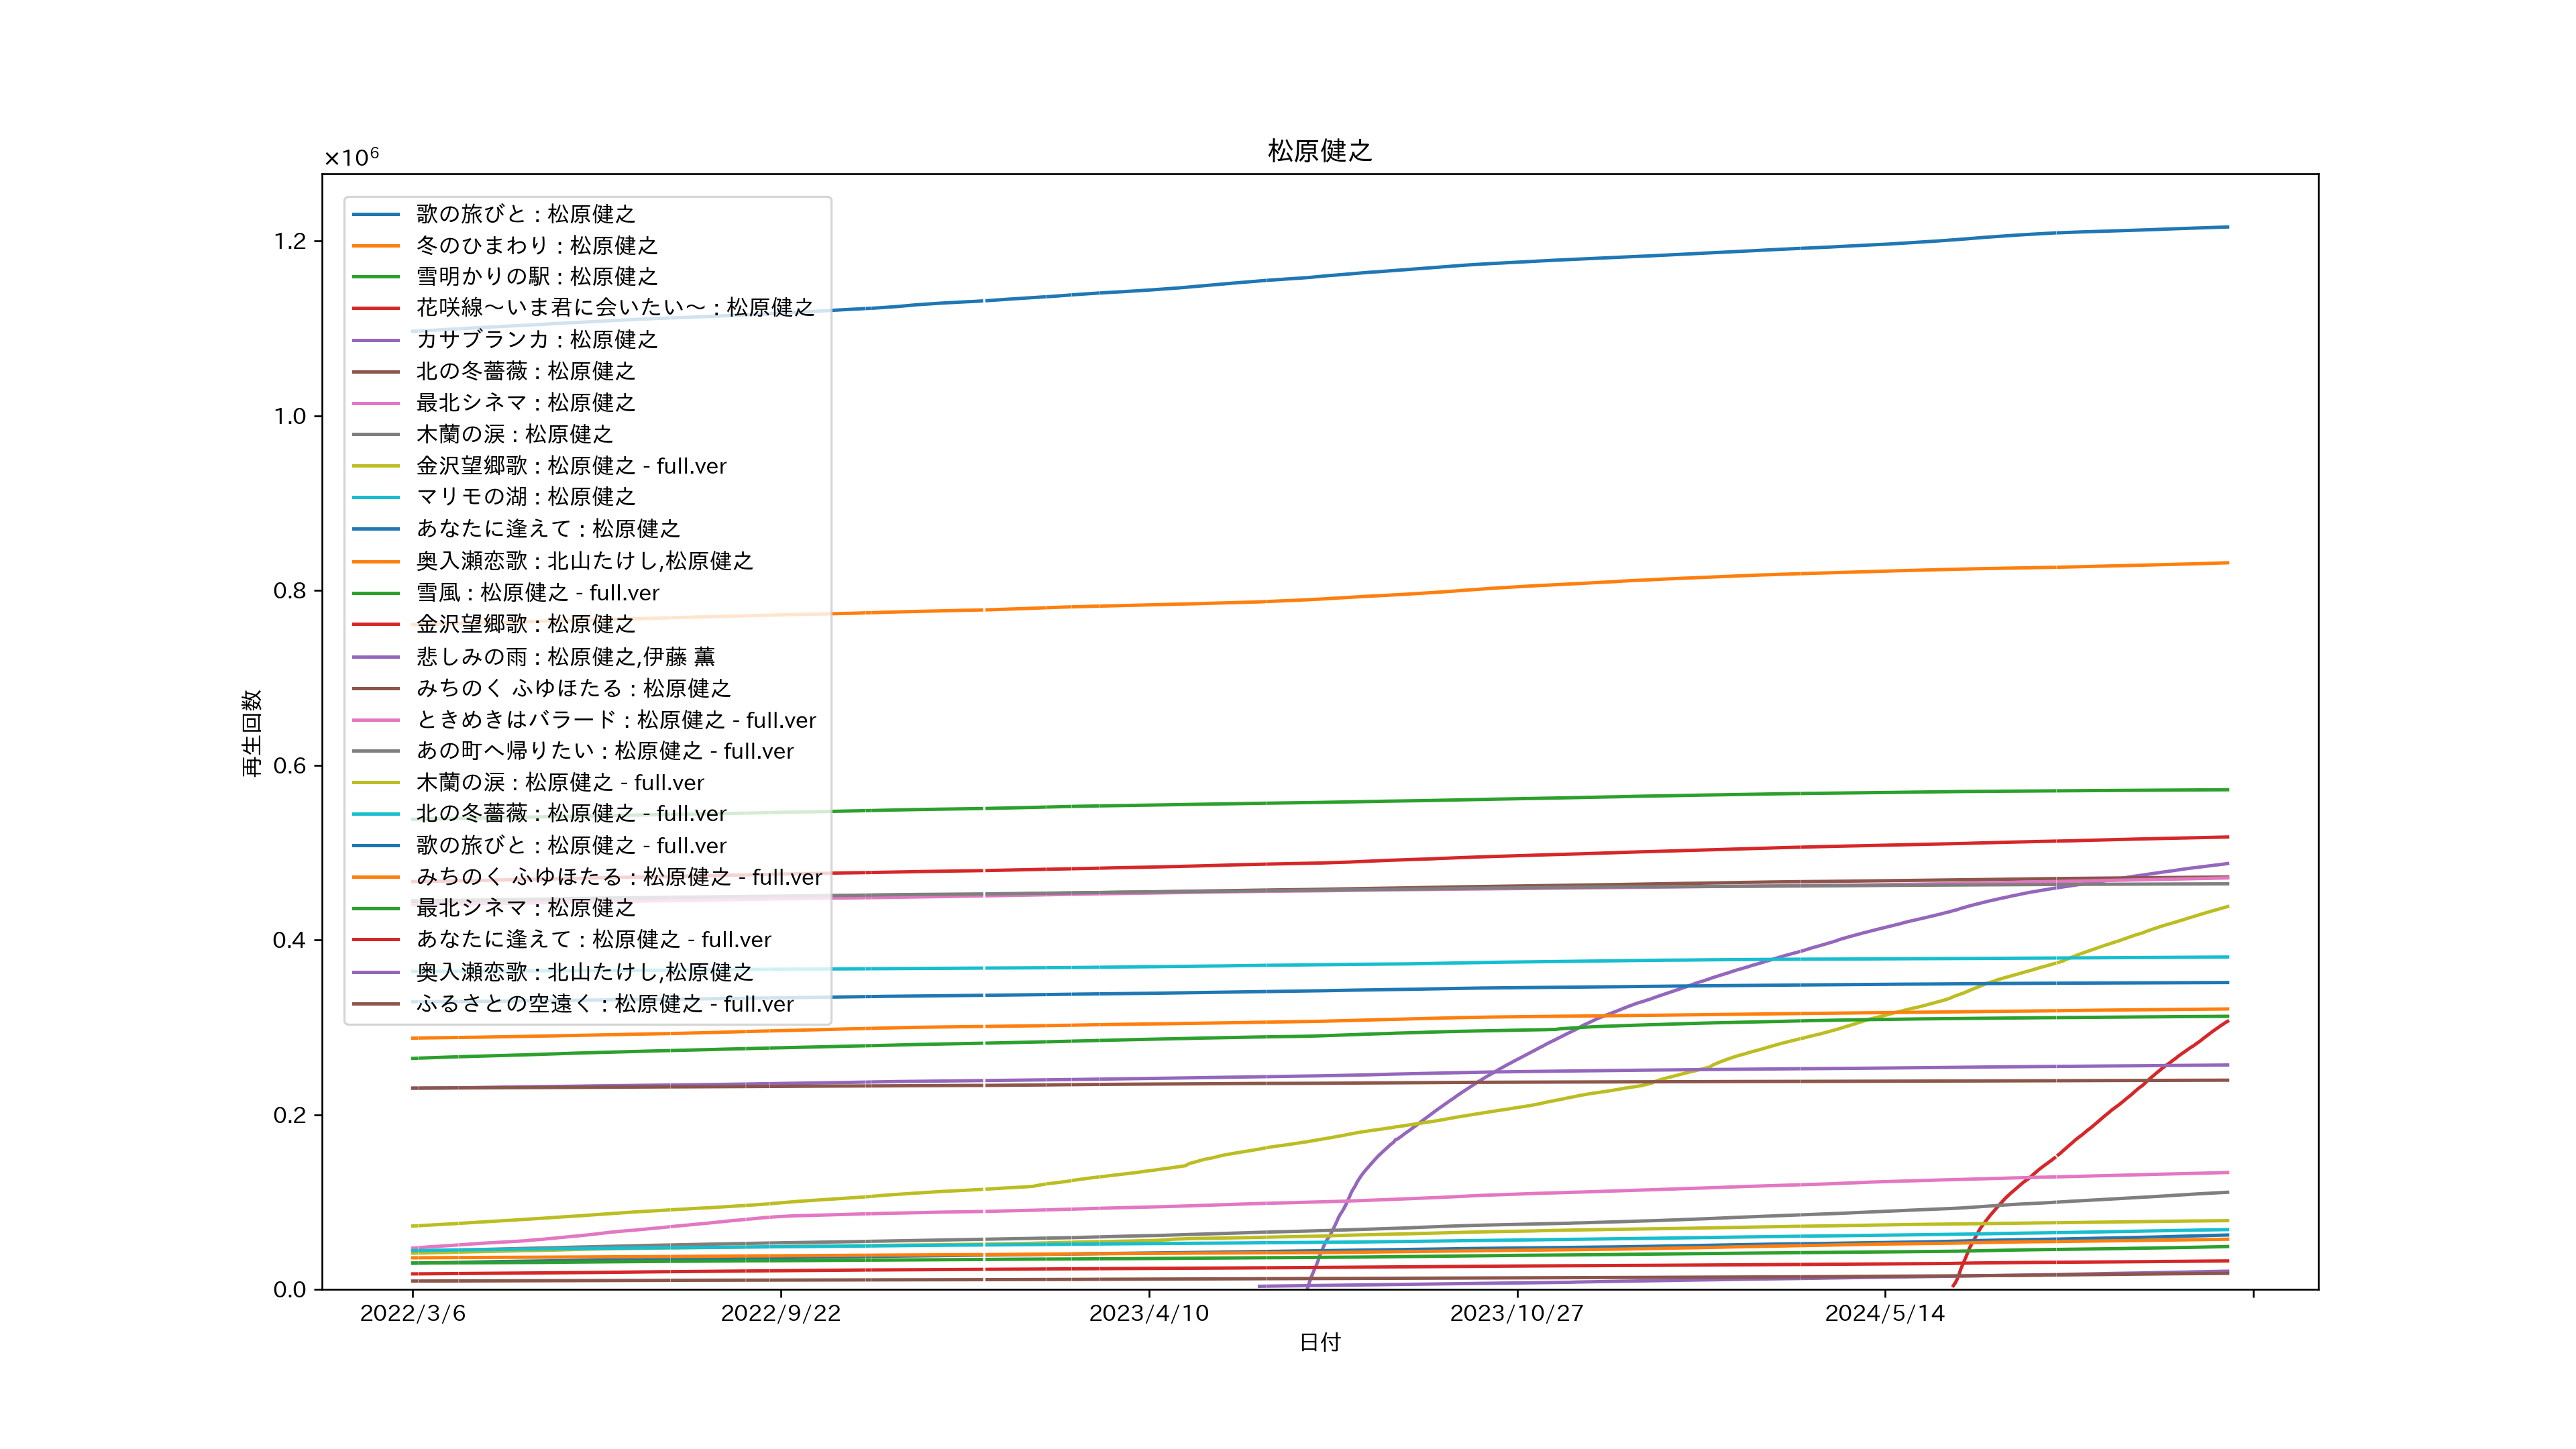 松原健之
×10⁶
歌の旅びと : 松原健之
冬のひまわり : 松原健之
雪明かりの駅 : 松原健之
花咲線〜いま君に会いたい〜 : 松原健之
カサブランカ : 松原健之
北の冬薔薇 : 松原健之
最北シネマ : 松原健之
木蘭の涙 : 松原健之
金沢望郷歌 : 松原健之 - full.ver
マリモの湖 : 松原健之
あなたに逢えて : 松原健之
奥入瀬恋歌 : 北山たけし,松原健之
雪風 : 松原健之 - full.ver
金沢望郷歌 : 松原健之
悲しみの雨 : 松原健之,伊藤 薫
みちのく ふゆほたる : 松原健之
ときめきはバラード : 松原健之 - full.ver
あの町へ帰りたい : 松原健之 - full.ver
木蘭の涙 : 松原健之 - full.ver
北の冬薔薇 : 松原健之 - full.ver
歌の旅びと : 松原健之 - full.ver
みちのく ふゆほたる : 松原健之 - full.ver
最北シネマ : 松原健之
あなたに逢えて : 松原健之 - full.ver
奥入瀬恋歌 : 北山たけし,松原健之
ふるさとの空遠く : 松原健之 - full.ver
1.2
1.0
0.8
0.6
0.4
0.2
0.0
再生回数
2022/3/6
2022/9/22
2023/4/10
2023/10/27
2024/5/14
日付